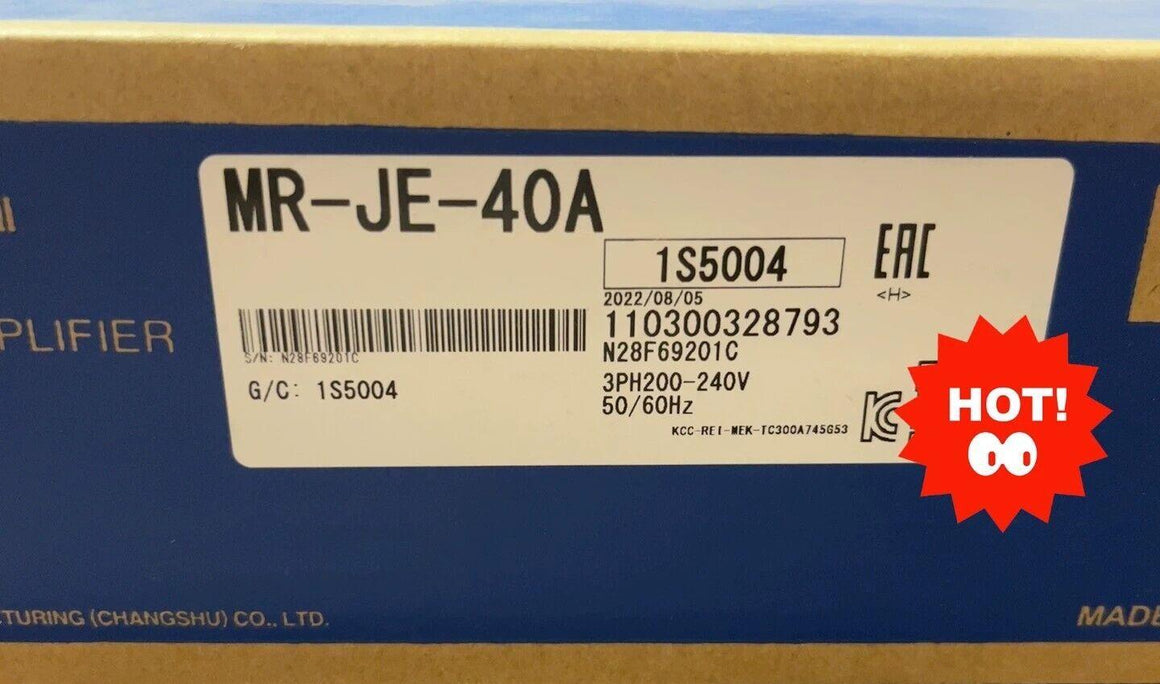 MR-JE-40A
1S5004
EAC
<H>
2022/08/05
110300328793
S/N: N28F69201C
N28F69201C
PLIFIER
G/C: 1S5004
3PH200-240V
50/60Hz
KCC-REI-MEK-TC300A745G53
HOT!
TURING (CHANGSHU) CO., LTD.
MADE